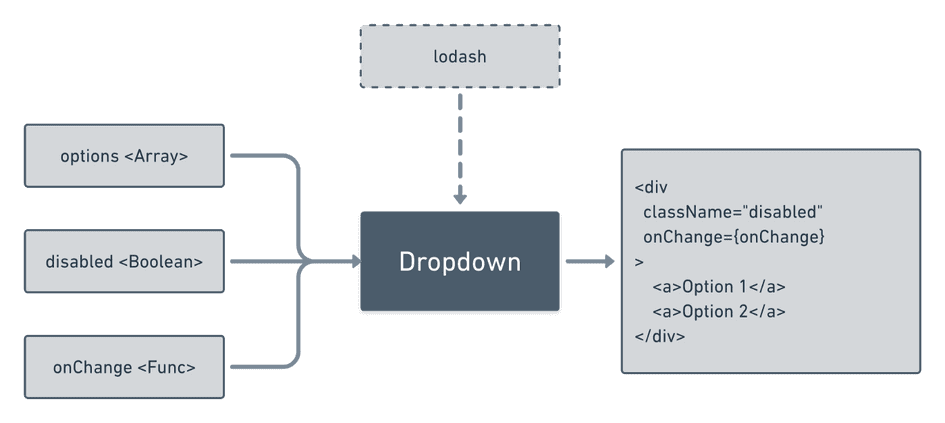 lodash
options <Array>
disabled <Boolean>
onChange <Func>
Dropdown
<div
className="disabled"
onChange={onChange}
>
<a>Option 1</a>
<a>Option 2</a>
</div>